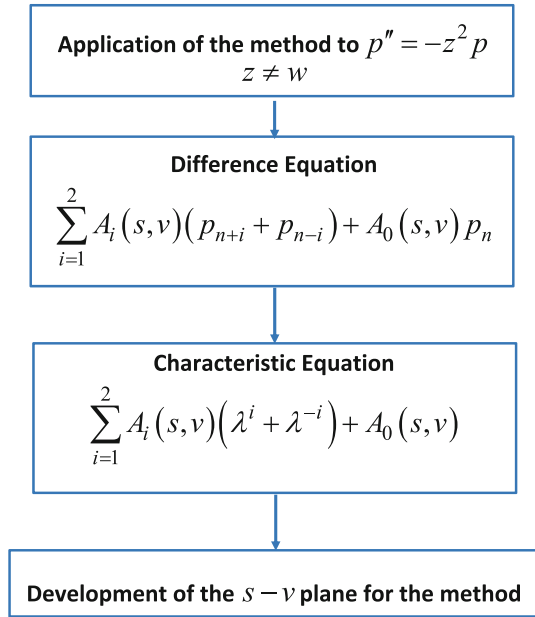 Application of the method to p″ = −z² p
z ≠ w
Difference Equation
∑_{i=1}^{2} A_i (s,v)(p_{n+i} + p_{n−i}) + A_0 (s,v) p_n
Characteristic Equation
∑_{i=1}^{2} A_i (s,v)(λ^i + λ^{−i}) + A_0 (s,v)
Development of the s – v plane for the method